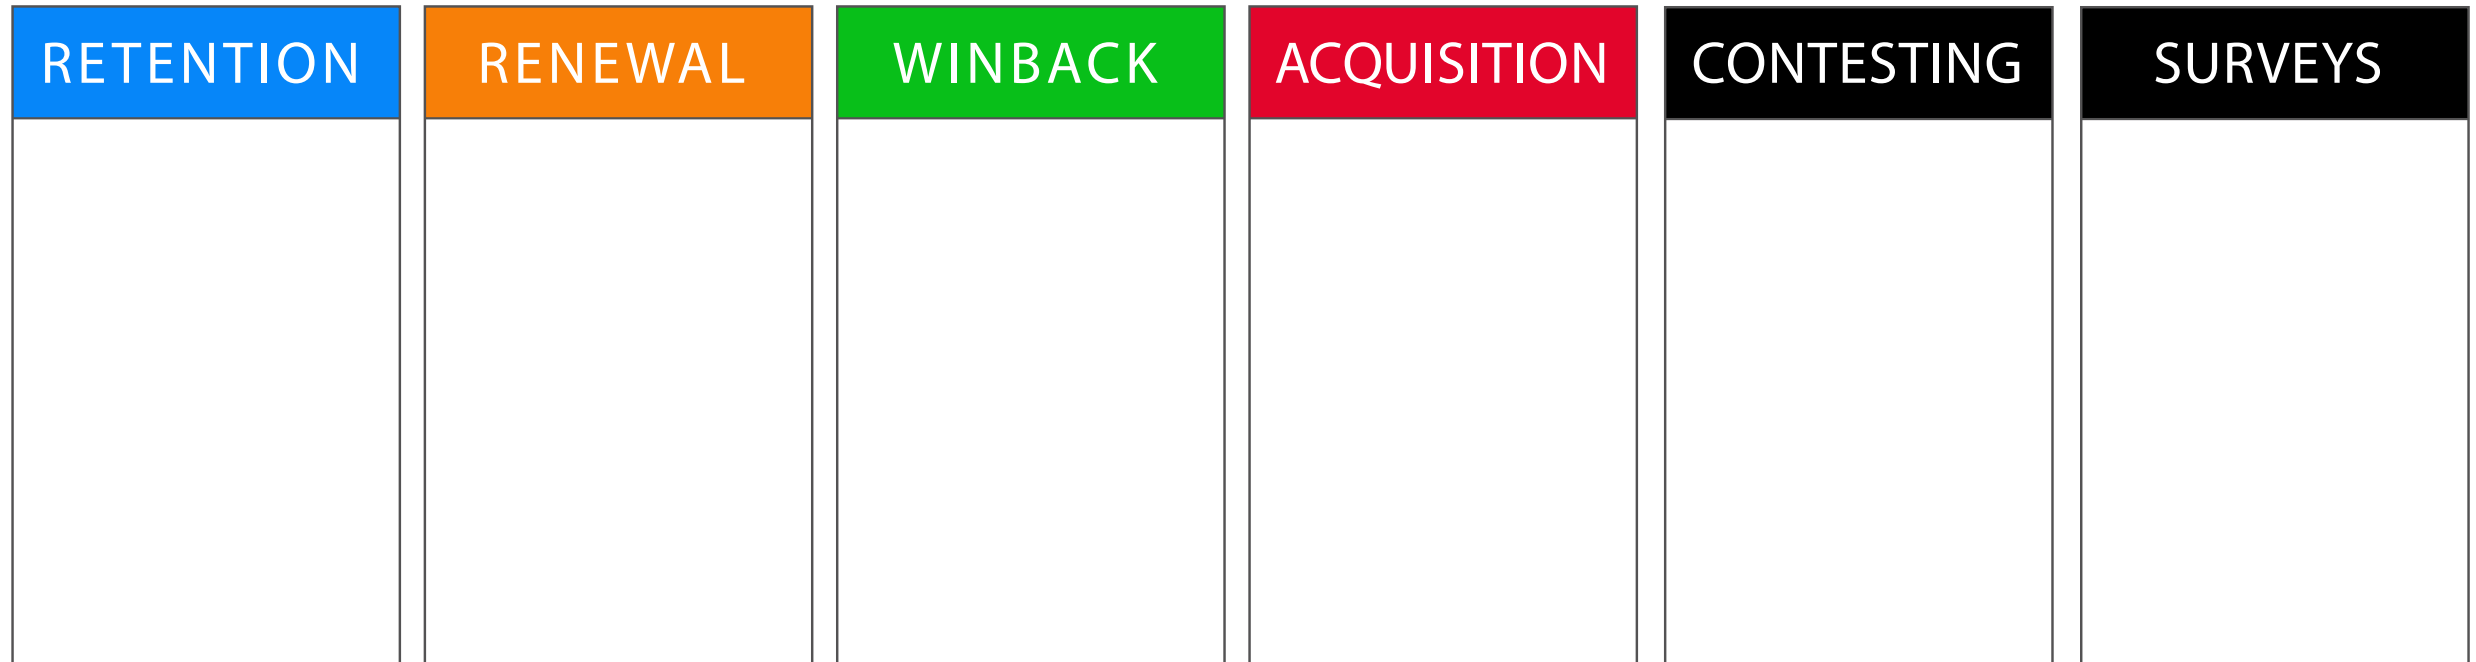 RETENTION
RENEWAL
WINBACK
ACQUISITION
CONTESTING
SURVEYS